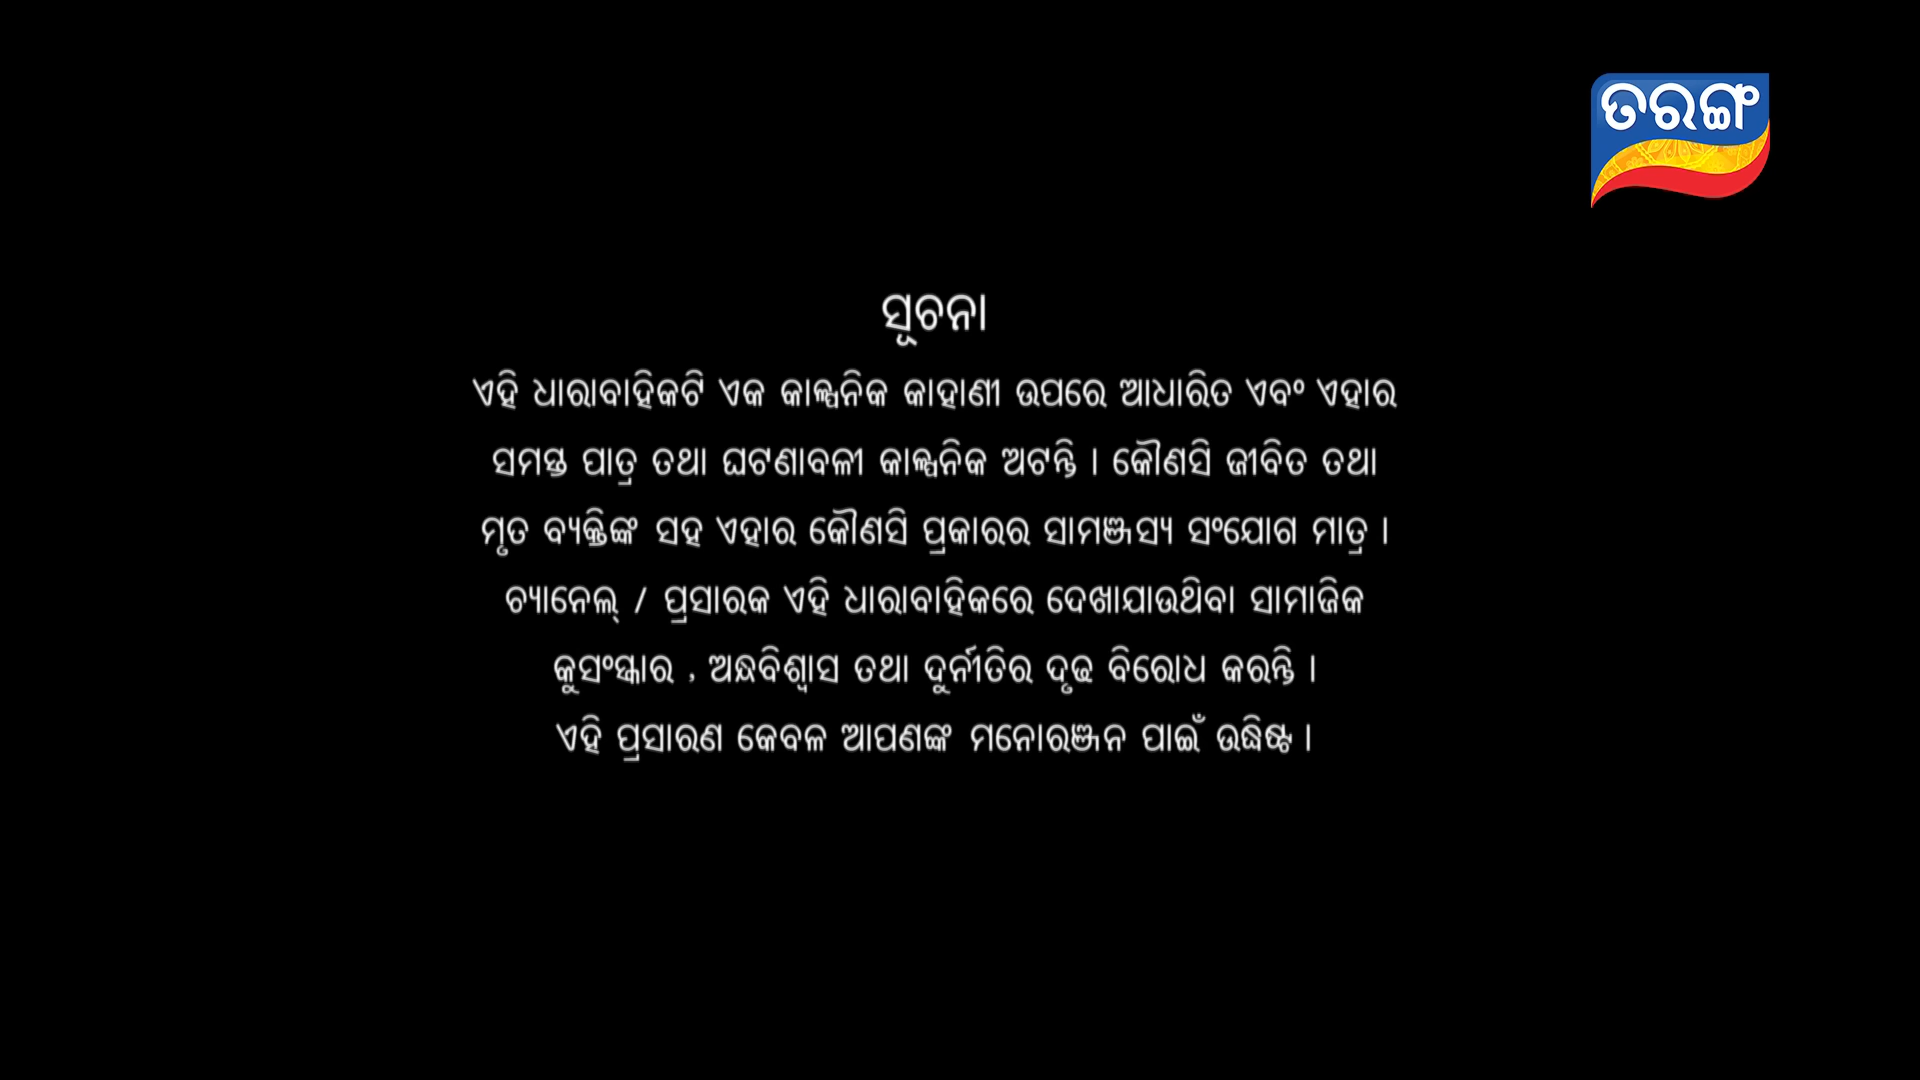 ତରଙ୍ଗ
ସୂଚନା
ଏହି ଧାରାବାହିକଟି ଏକ କାଳ୍ପନିକ କାହାଣୀ ଉପରେ ଆଧାରିତ ଏବଂ ଏହାର
ସମସ୍ତ ପାତ୍ର ତଥା ଘଟଣାବଳୀ କାଳ୍ପନିକ ଅଟନ୍ତି । କୌଣସି ଜୀବିତ ତଥା
ମୃତ ବ୍ୟକ୍ତିଙ୍କ ସହ ଏହାର କୌଣସି ପ୍ରକାରର ସାମଞ୍ଜସ୍ୟ ସଂଯୋଗ ମାତ୍ର ।
ଚ୍ୟାନେଲ୍ / ପ୍ରସାରକ ଏହି ଧାରାବାହିକରେ ଦେଖାଯାଉଥିବା ସାମାଜିକ
କୁସଂସ୍କାର , ଅନ୍ଧବିଶ୍ୱାସ ତଥା ଦୁର୍ନୀତିର ଦୃଢ ବିରୋଧ କରନ୍ତି ।
ଏହି ପ୍ରସାରଣ କେବଳ ଆପଣଙ୍କ ମନୋରଞ୍ଜନ ପାଇଁ ଉଦ୍ଧିଷ୍ଟ ।